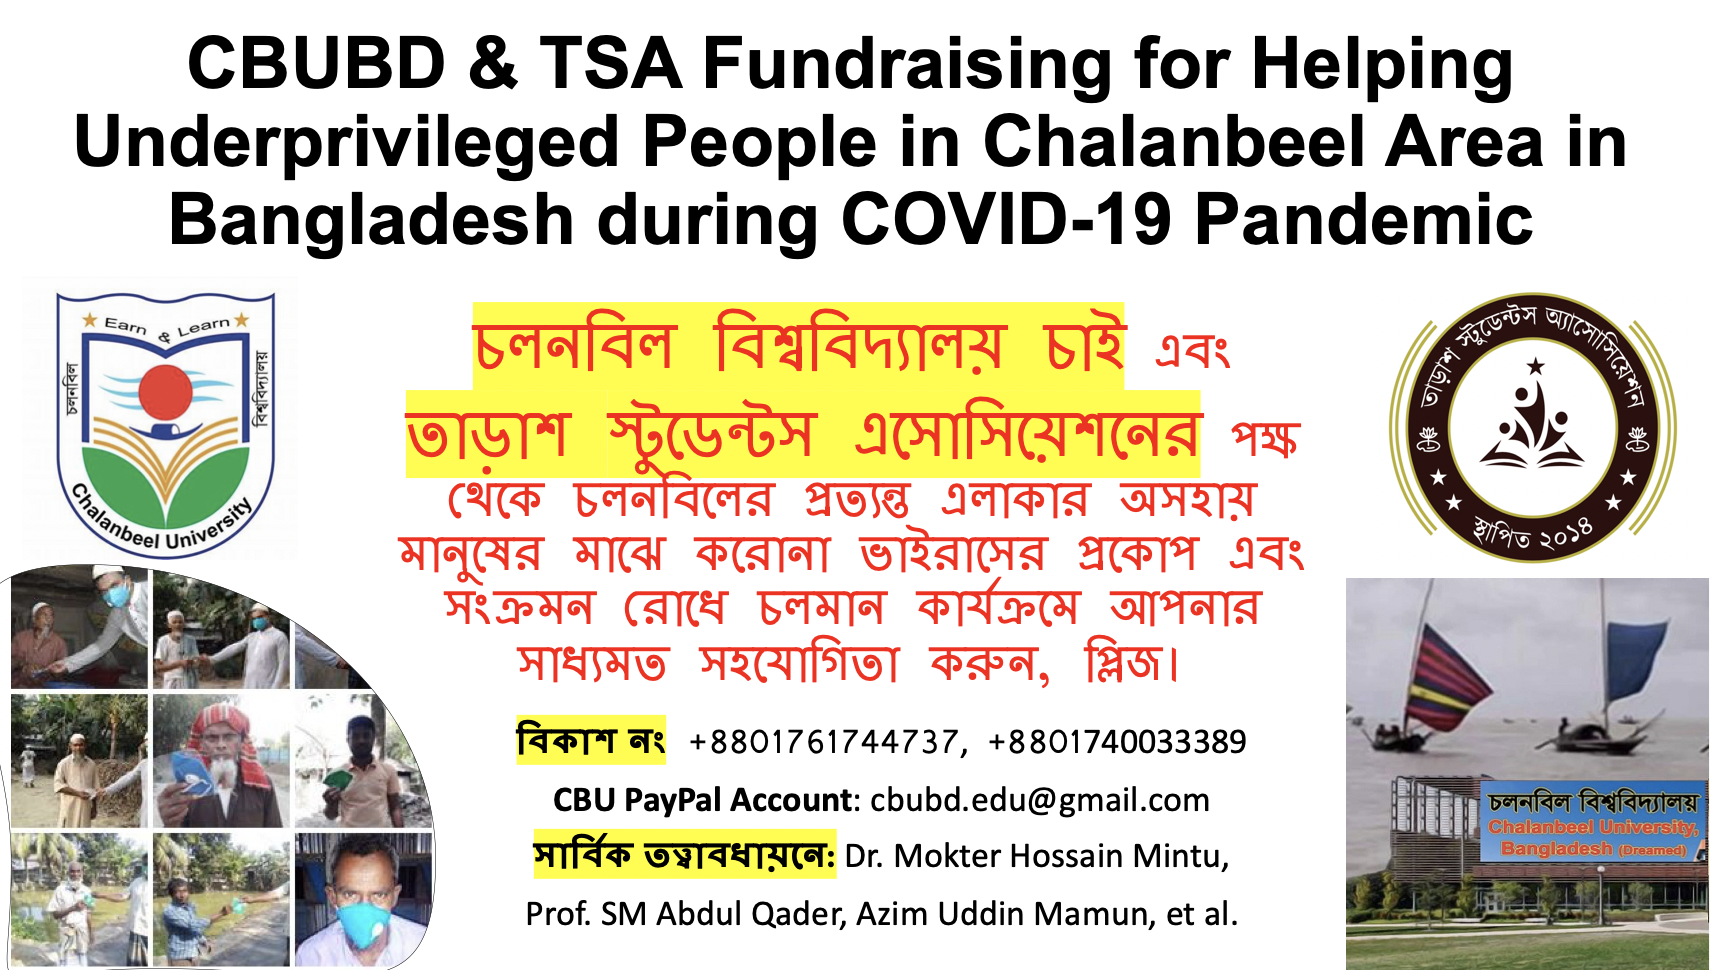 CBUBD & TSA Fundraising for Helping
Underprivileged People in Chalanbeel Area in
Bangladesh during COVID-19 Pandemic
Earn & Learn
চলনবিল
বিশ্ববিদ্যালয়
Chalanbeel University
চলনবিল বিশ্ববিদ্যালয় চাই এবং
তাড়াশ স্টুডেন্টস এসোসিয়েশনের পক্ষ
থেকে চলনবিলের প্রত্যন্ত এলাকার অসহায়
মানুষের মাঝে করোনা ভাইরাসের প্রকোপ এবং
সংক্রমন রোধে চলমান কার্যক্রমে আপনার
সাধ্যমত সহযোগিতা করুন, প্লিজ।
বিকাশ নং +8801761744737, +8801740033389
CBU PayPal Account: cbubd.edu@gmail.com
সার্বিক তত্ত্বাবধায়নে: Dr. Mokter Hossain Mintu,
Prof. SM Abdul Qader, Azim Uddin Mamun, et al.
তাড়াশ স্টুডেন্টস অ্যাসোসিয়েশন
স্থাপিত ২০১৪
চলনবিল বিশ্ববিদ্যালয়
Chalanbeel University,
Bangladesh (Dreamed)